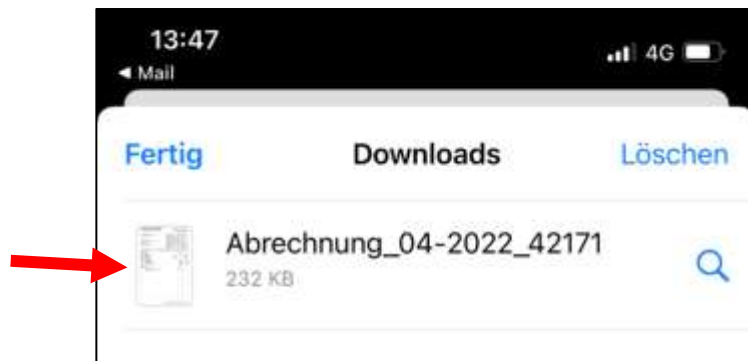 13:47
4G
◀ Mail
Fertig Downloads Löschen
Abrechnung_04-2022_42171
232 KB